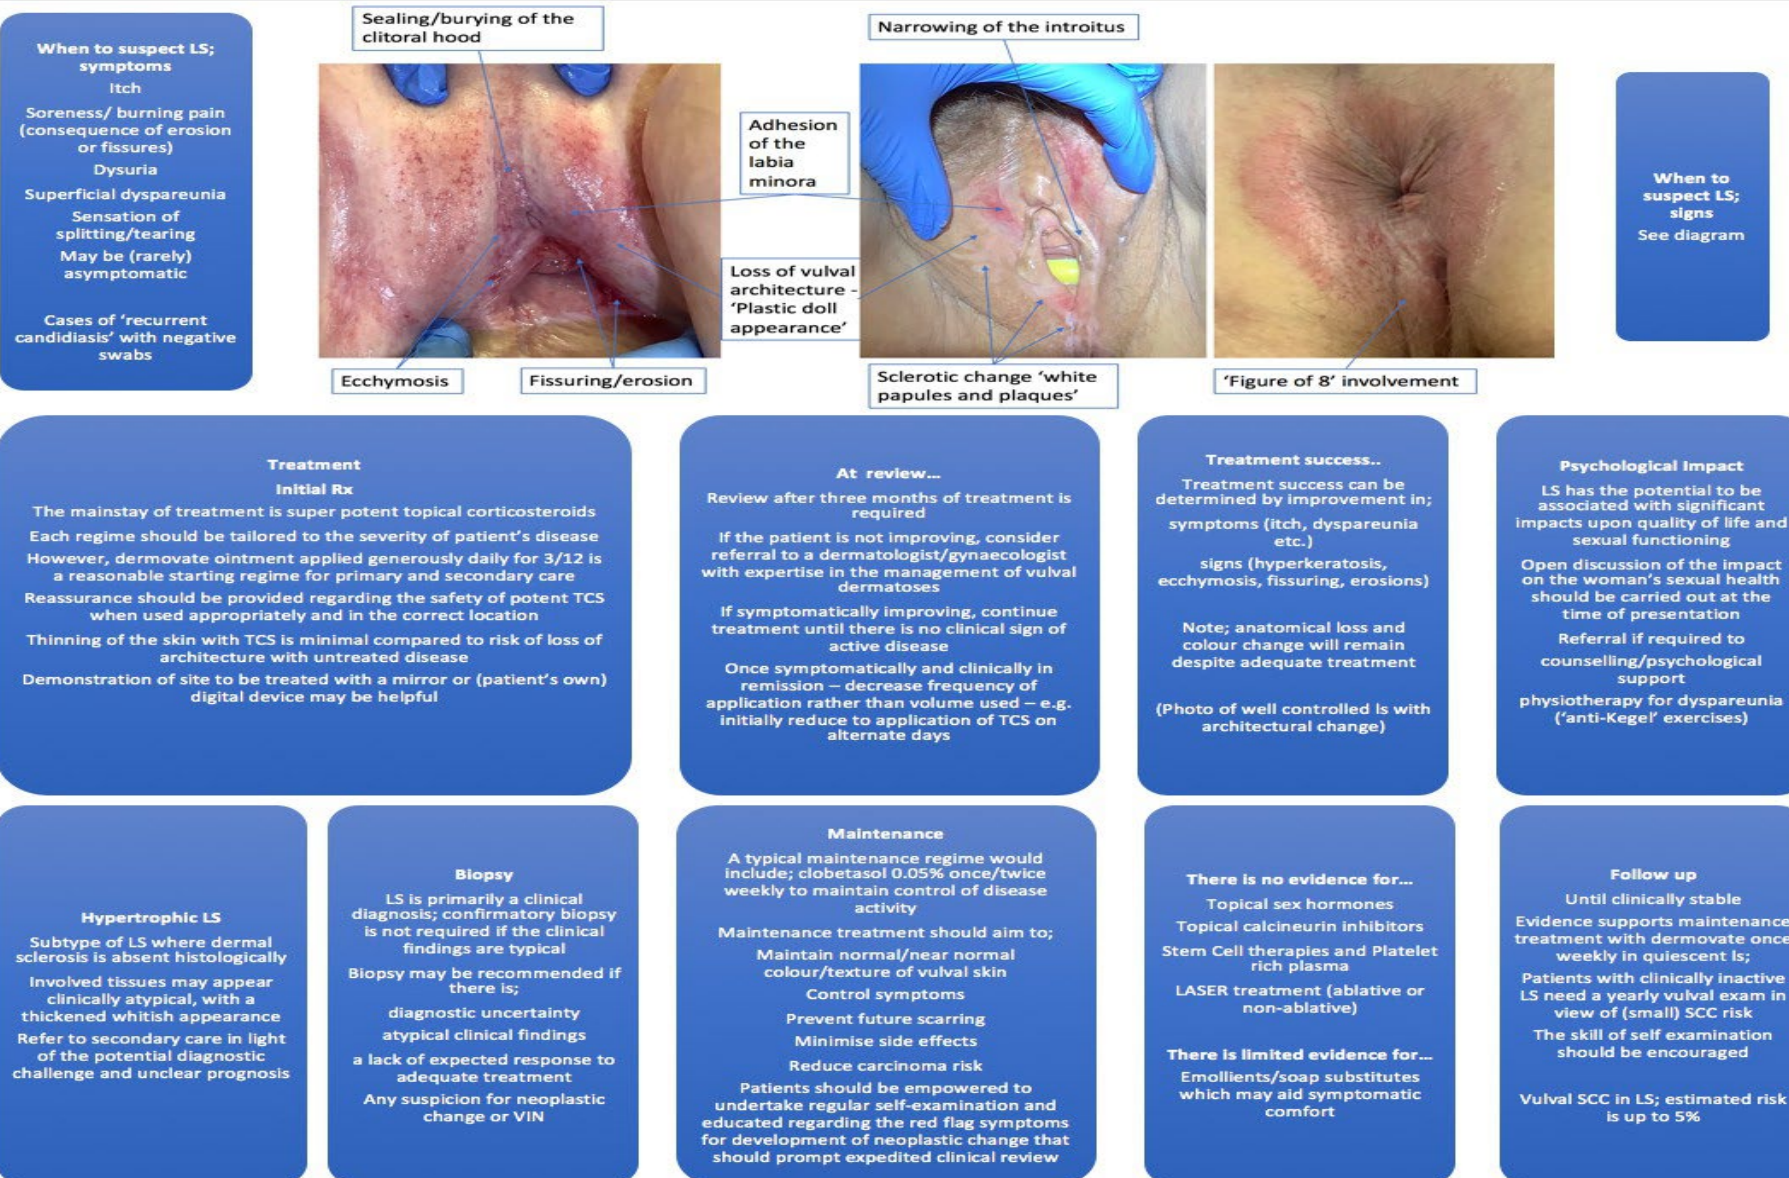 When to suspect LS;
symptoms
Itch
Soreness/ burning pain
(consequence of erosion
or fissures)
Dysuria
Superficial dyspareunia
Sensation of
splitting/tearing
May be (rarely)
asymptomatic
Cases of ‘recurrent
candidiasis’ with negative
swabs
Sealing/burying of the
clitoral hood
Narrowing of the introitus
Adhesion
of the
labia
minora
Loss of vulval
architecture -
‘Plastic doll
appearance’
Ecchymosis
Fissuring/erosion
Sclerotic change ‘white
papules and plaques’
‘Figure of 8’ involvement
When to
suspect LS;
signs
See diagram
Treatment
Initial Rx
The mainstay of treatment is super potent topical corticosteroids
Each regime should be tailored to the severity of patient’s disease
However, dermovate ointment applied generously daily for 3/12 is
a reasonable starting regime for primary and secondary care
Reassurance should be provided regarding the safety of potent TCS
when used appropriately and in the correct location
Thinning of the skin with TCS is minimal compared to risk of loss of
architecture with untreated disease
Demonstration of site to be treated with a mirror or (patient’s own)
digital device may be helpful
At review...
Review after three months of treatment is
required
If the patient is not improving, consider
referral to a dermatologist/gynaecologist
with expertise in the management of vulval
dermatoses
If symptomatically improving, continue
treatment until there is no clinical sign of
active disease
Once symptomatically and clinically in
remission – decrease frequency of
application rather than volume used – e.g.
initially reduce to application of TCS on
alternate days
Treatment success..
Treatment success can be
determined by improvement in;
symptoms (itch, dyspareunia
etc.)
signs (hyperkeratosis,
ecchymosis, fissuring, erosions)
Note; anatomical loss and
colour change will remain
despite adequate treatment
(Photo of well controlled ls with
architectural change)
Psychological Impact
LS has the potential to be
associated with significant
impacts upon quality of life and
sexual functioning
Open discussion of the impact
on the woman’s sexual health
should be carried out at the
time of presentation
Referral if required to
counselling/psychological
support
physiotherapy for dyspareunia
(‘anti-Kegel’ exercises)
Hypertrophic LS
Subtype of LS where dermal
sclerosis is absent histologically
Involved tissues may appear
clinically atypical, with a
thickened whitish appearance
Refer to secondary care in light
of the potential diagnostic
challenge and unclear prognosis
Biopsy
LS is primarily a clinical
diagnosis; confirmatory biopsy
is not required if the clinical
findings are typical
Biopsy may be recommended if
there is;
diagnostic uncertainty
atypical clinical findings
a lack of expected response to
adequate treatment
Any suspicion for neoplastic
change or VIN
Maintenance
A typical maintenance regime would
include; clobetasol 0.05% once/twice
weekly to maintain control of disease
activity
Maintenance treatment should aim to;
Maintain normal/near normal
colour/texture of vulval skin
Control symptoms
Prevent future scarring
Minimise side effects
Reduce carcinoma risk
Patients should be empowered to
undertake regular self-examination and
educated regarding the red flag symptoms
for development of neoplastic change that
should prompt expedited clinical review
There is no evidence for...
Topical sex hormones
Topical calcineurin inhibitors
Stem Cell therapies and Platelet
rich plasma
LASER treatment (ablative or
non-ablative)
There is limited evidence for...
Emollients/soap substitutes
which may aid symptomatic
comfort
Follow up
Until clinically stable
Evidence supports maintenance
treatment with dermovate once
weekly in quiescent ls;
Patients with clinically inactive
LS need a yearly vulval exam in
view of (small) SCC risk
The skill of self examination
should be encouraged
Vulval SCC in LS; estimated risk
is up to 5%